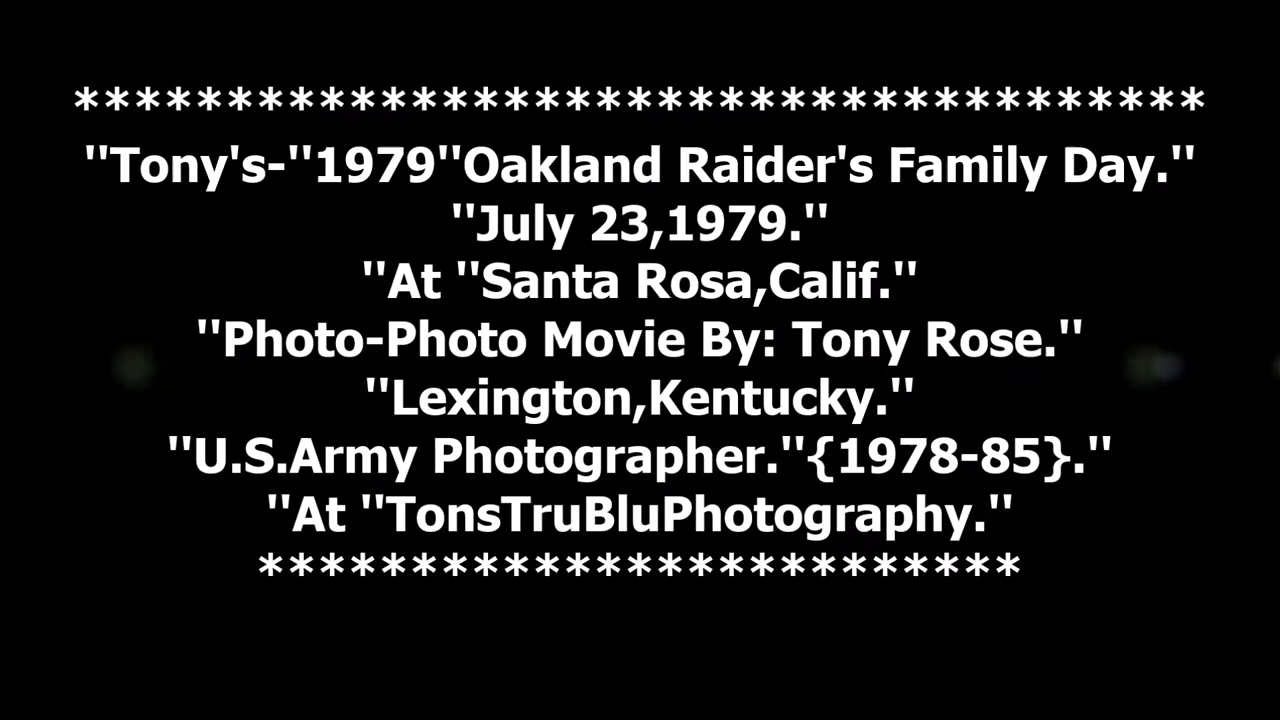 *************************************
''Tony's-''1979''Oakland Raider's Family Day.''
''July 23,1979.''
''At ''Santa Rosa,Calif.''
''Photo-Photo Movie By: Tony Rose.''
''Lexington,Kentucky.''
''U.S.Army Photographer.''{1978-85}.''
''At ''TonsTruBluPhotography.''
*************************